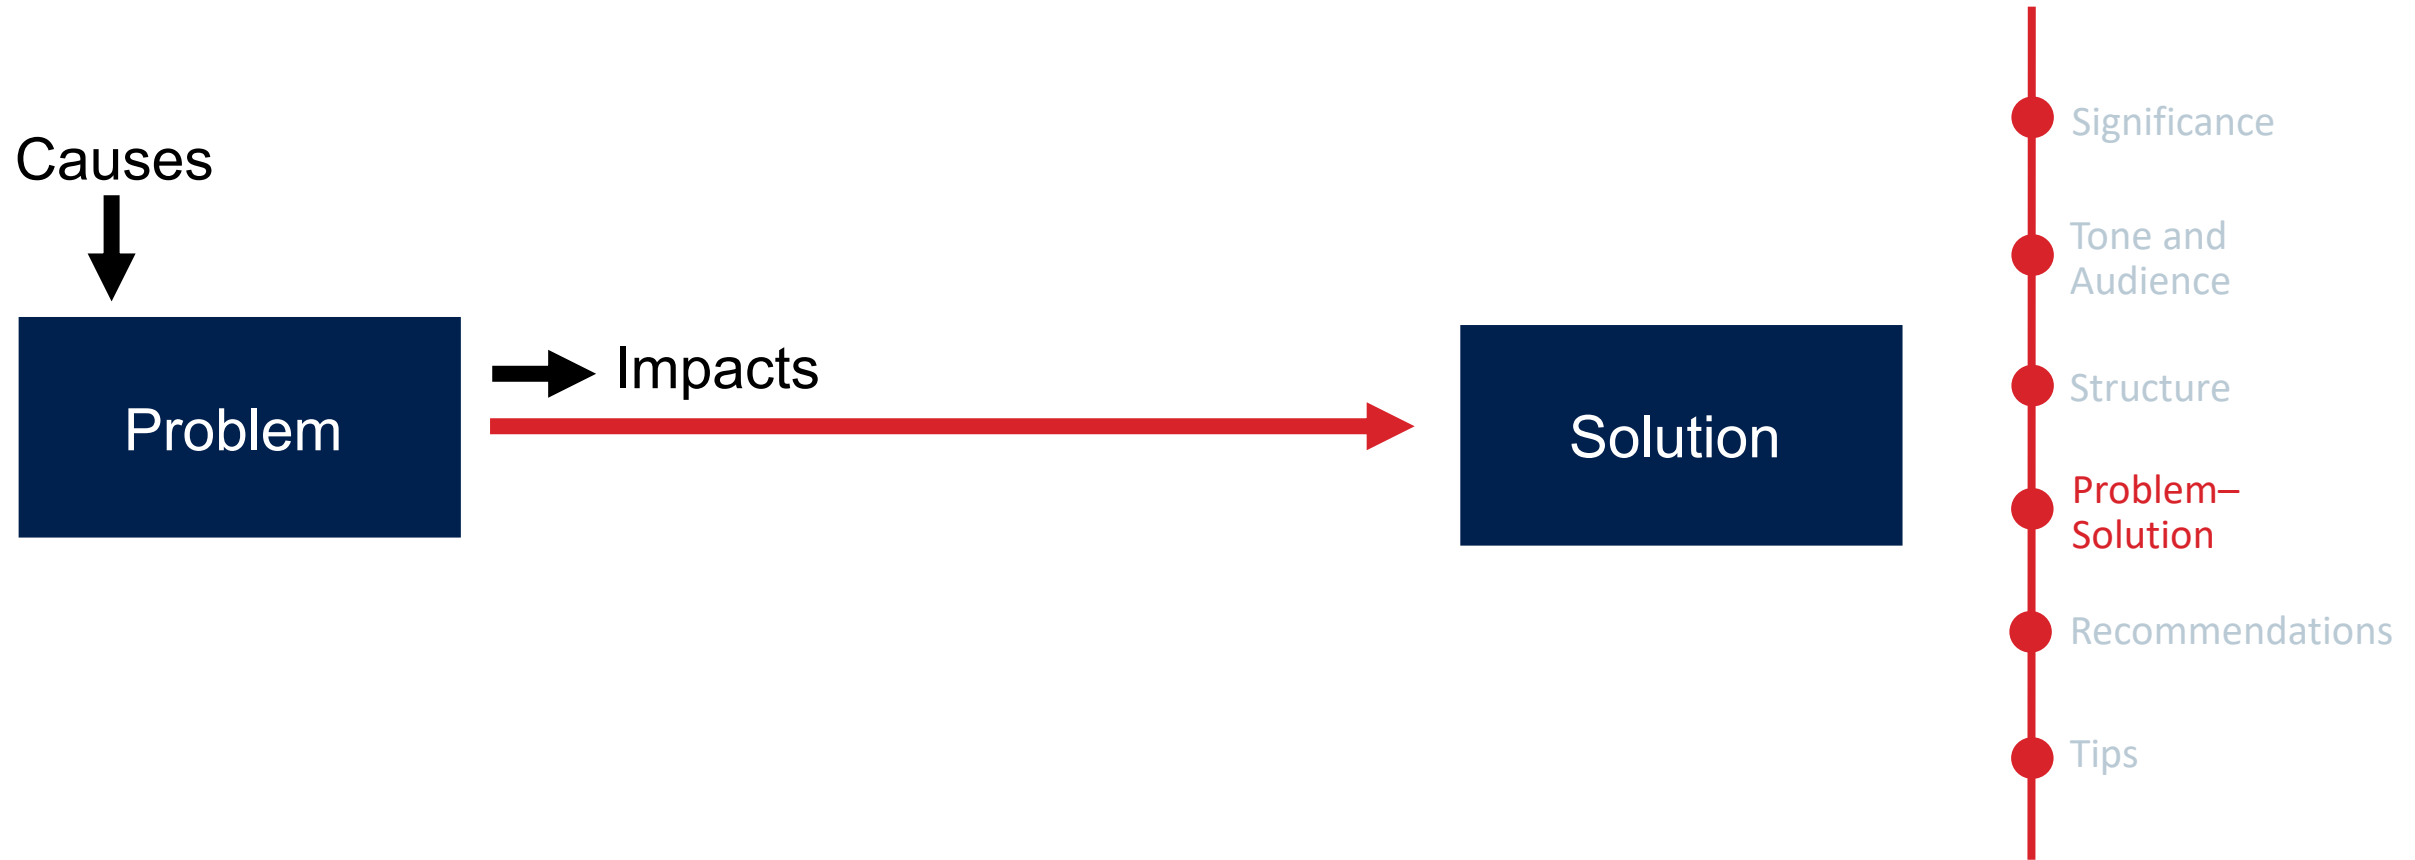 Causes
Problem
Impacts
Solution
Significance
Tone and
Audience
Structure
Problem–
Solution
Recommendations
Tips